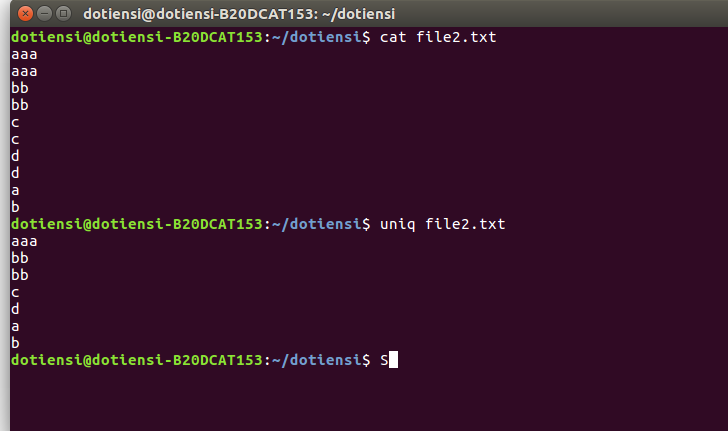 dotiensi@dotiensi-B20DCAT153: ~/dotiensi
dotiensi@dotiensi-B20DCAT153:~/dotiensi$ cat file2.txt
aaa
aaa
bb
bb
c
c
d
d
a
b
dotiensi@dotiensi-B20DCAT153:~/dotiensi$ uniq file2.txt
aaa
bb
bb
c
d
a
b
dotiensi@dotiensi-B20DCAT153:~/dotiensi$ S